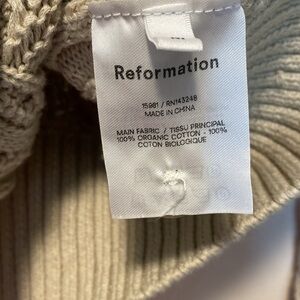 Reformation
15981 / RN143248
MADE IN CHINA
MAIN FABRIC / TISSU PRINCIPAL
100% ORGANIC COTTON - 100%
COTON BIOLOGIQUE